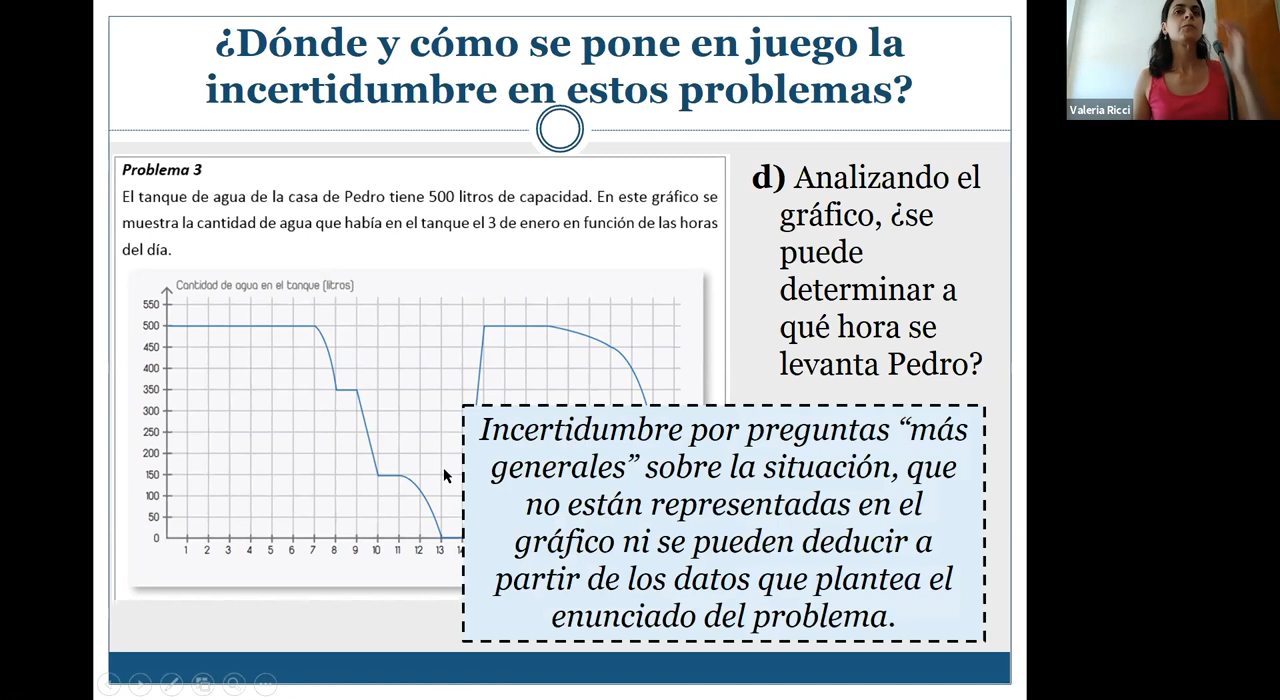 ¿Dónde y cómo se pone en juego la
incertidumbre en estos problemas?
Problema 3
El tanque de agua de la casa de Pedro tiene 500 litros de capacidad. En este gráfico se
muestra la cantidad de agua que había en el tanque el 3 de enero en función de las horas
del día.
Cantidad de agua en el tanque (litros)
550
500
450
400
350
300
250
200
150
100
50
0
1 2 3 4 5 6 7 8 9 10 11 12 13
d) Analizando el
gráfico, ¿se
puede
determinar a
qué hora se
levanta Pedro?
Incertidumbre por preguntas “más
generales” sobre la situación, que
no están representadas en el
gráfico ni se pueden deducir a
partir de los datos que plantea el
enunciado del problema.
Valeria Ricci